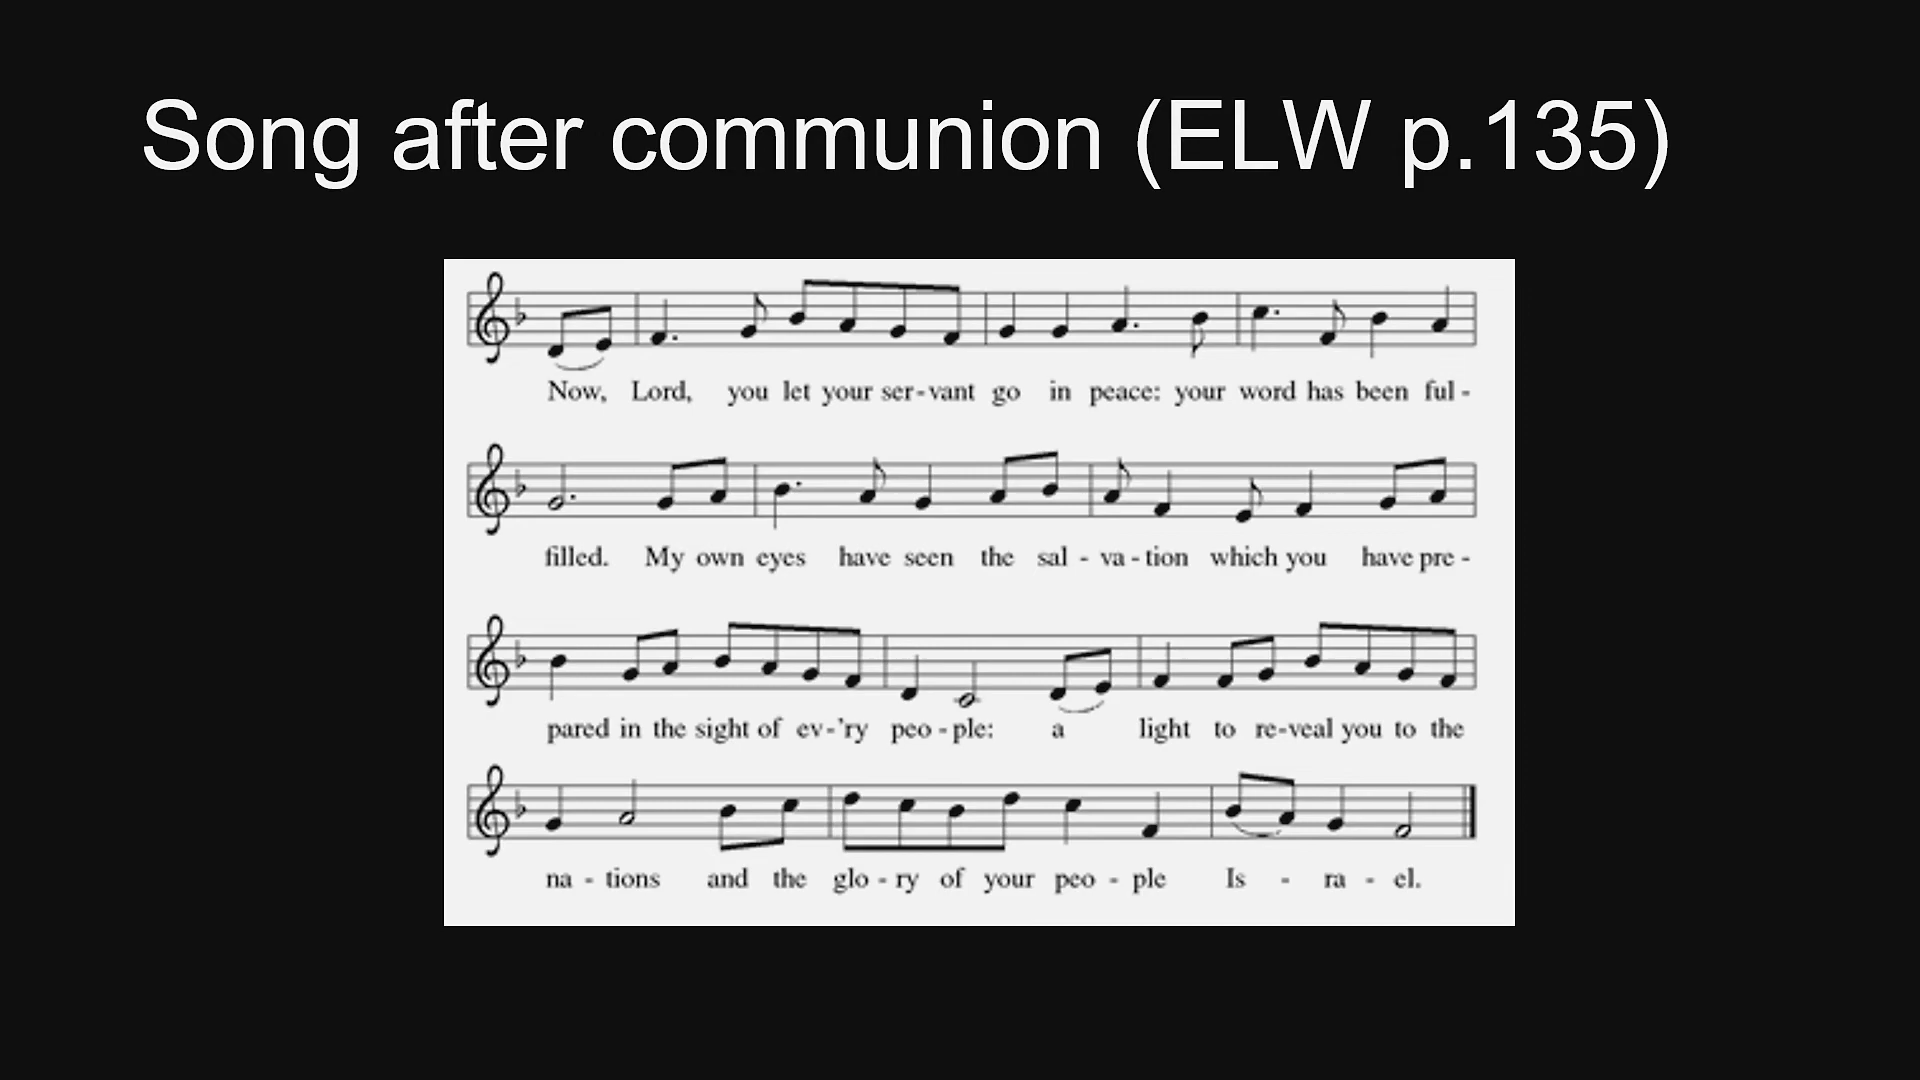 Song after communion (ELW p.135)
Now, Lord, you let your ser-vant go in peace: your word has been ful-
filled. My own eyes have seen the sal - va - tion which you have pre-
pared in the sight of ev-’ry peo - ple: a light to re-veal you to the
na - tions and the glo - ry of your peo - ple Is - ra - el.